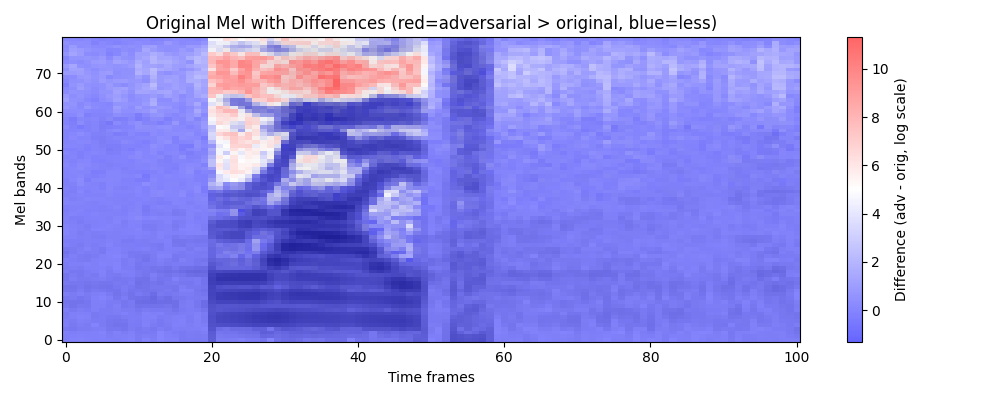 Original Mel with Differences (red=adversarial > original, blue=less)
Mel bands
70
60
50
40
30
20
10
0
0 20 40 60 80 100
Time frames
10
8
6
4
2
0
Difference (adv - orig, log scale)